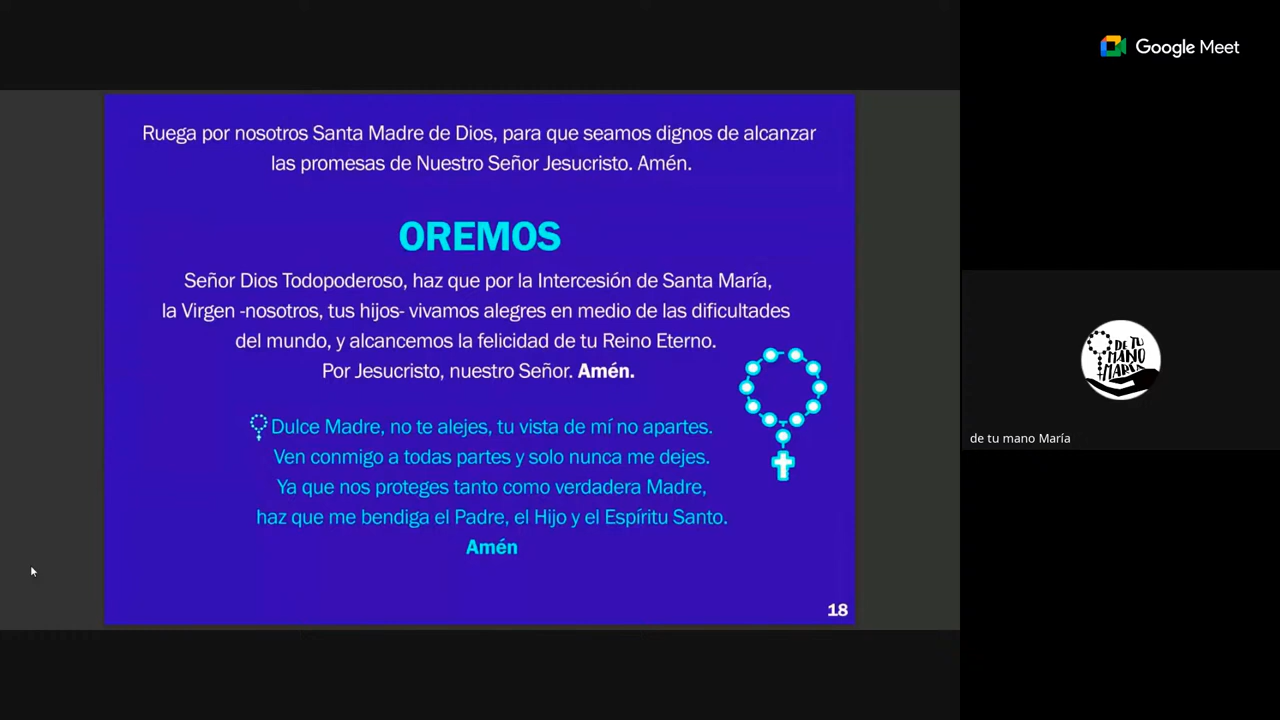 Google Meet
Ruega por nosotros Santa Madre de Dios, para que seamos dignos de alcanzar
las promesas de Nuestro Señor Jesucristo. Amén.
OREMOS
Señor Dios Todopoderoso, haz que por la Intercesión de Santa María,
la Virgen -nosotros, tus hijos- vivamos alegres en medio de las dificultades
del mundo, y alcancemos la felicidad de tu Reino Eterno.
Por Jesucristo, nuestro Señor. Amén.
Dulce Madre, no te alejes, tu vista de mí no apartes.
Ven conmigo a todas partes y solo nunca me dejes.
Ya que nos proteges tanto como verdadera Madre,
haz que me bendiga el Padre, el Hijo y el Espíritu Santo.
Amén
18
DE TU
MANO
MARÍA
de tu mano María